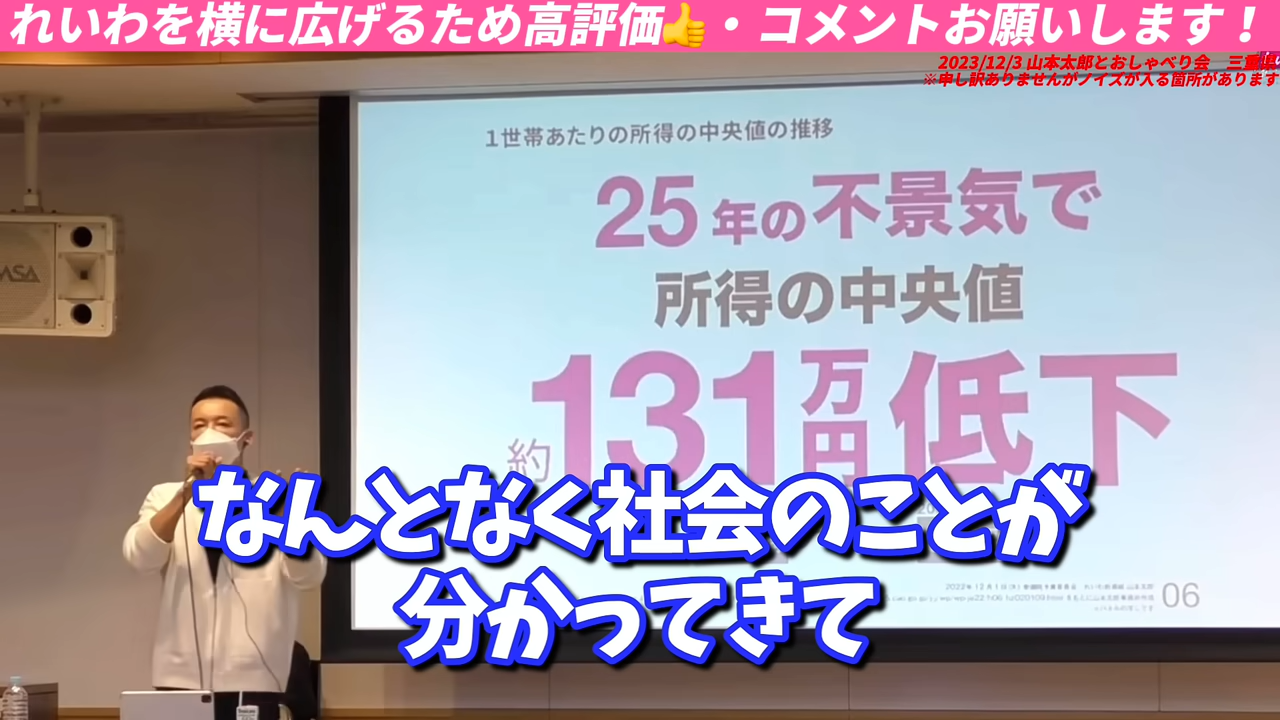 れいわを横に広げるため高評価👍・コメントお願いします！
2023/12/3 山本太郎とおしゃべり会 三重県
※申し訳ありませんがノイズが入る箇所があります
1世帯あたりの所得の中央値の推移
25年の不景気で
所得の中央値
約131万円低下
なんとなく社会のことが
分かってきて
06